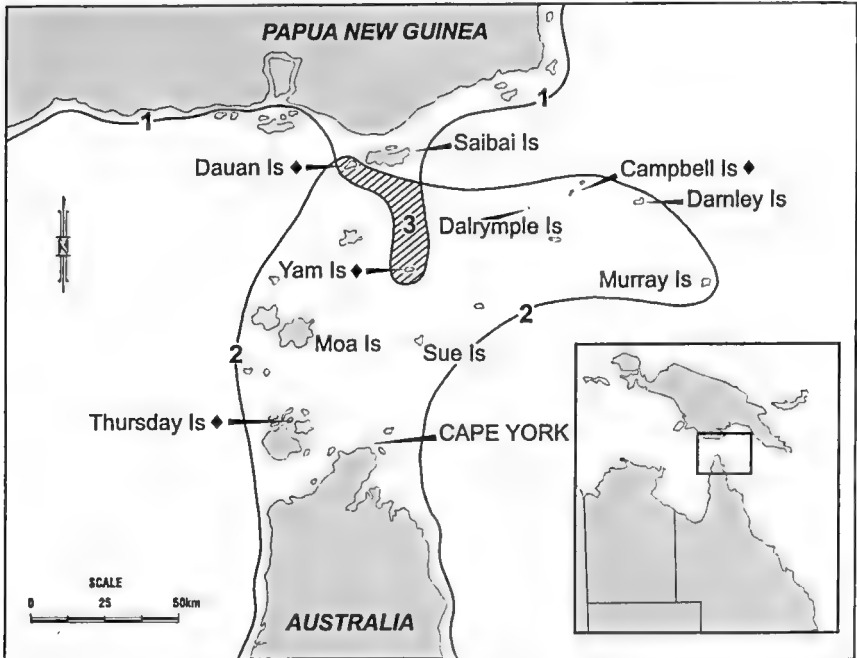 PAPUA NEW GUINEA
1
1
Saibai Is
Dauan Is ♦
Campbell Is ♦
Darnley Is
3
Dalrymple Is
N
Yam Is ♦
Murray Is
2
2
Moa Is
Sue Is
Thursday Is ♦
CAPE YORK
SCALE
0 25 50km
AUSTRALIA